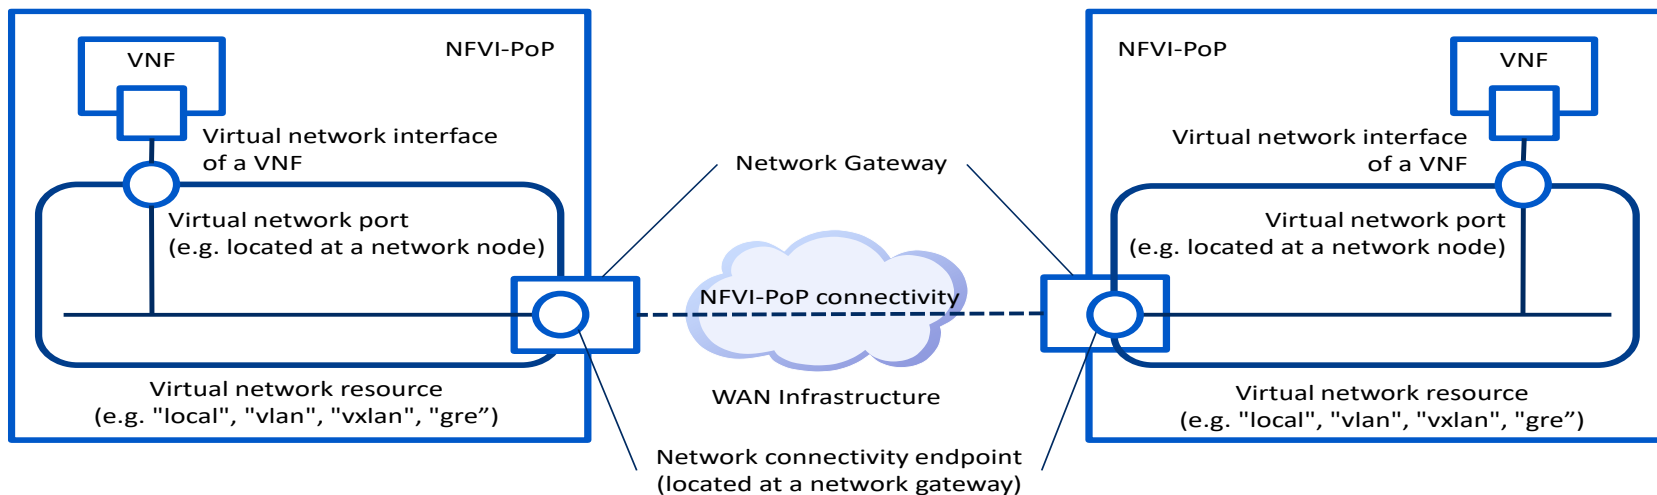 NFVI-PoP
VNF
Virtual network interface
of a VNF
Virtual network port
(e.g. located at a network node)
Virtual network resource
(e.g. "local", "vlan", "vxlan", "gre”)
Network Gateway
NFVI-PoP connectivity
WAN Infrastructure
Network connectivity endpoint
(located at a network gateway)
NFVI-PoP
VNF
Virtual network interface
of a VNF
Virtual network port
(e.g. located at a network node)
Virtual network resource
(e.g. "local", "vlan", "vxlan", "gre”)